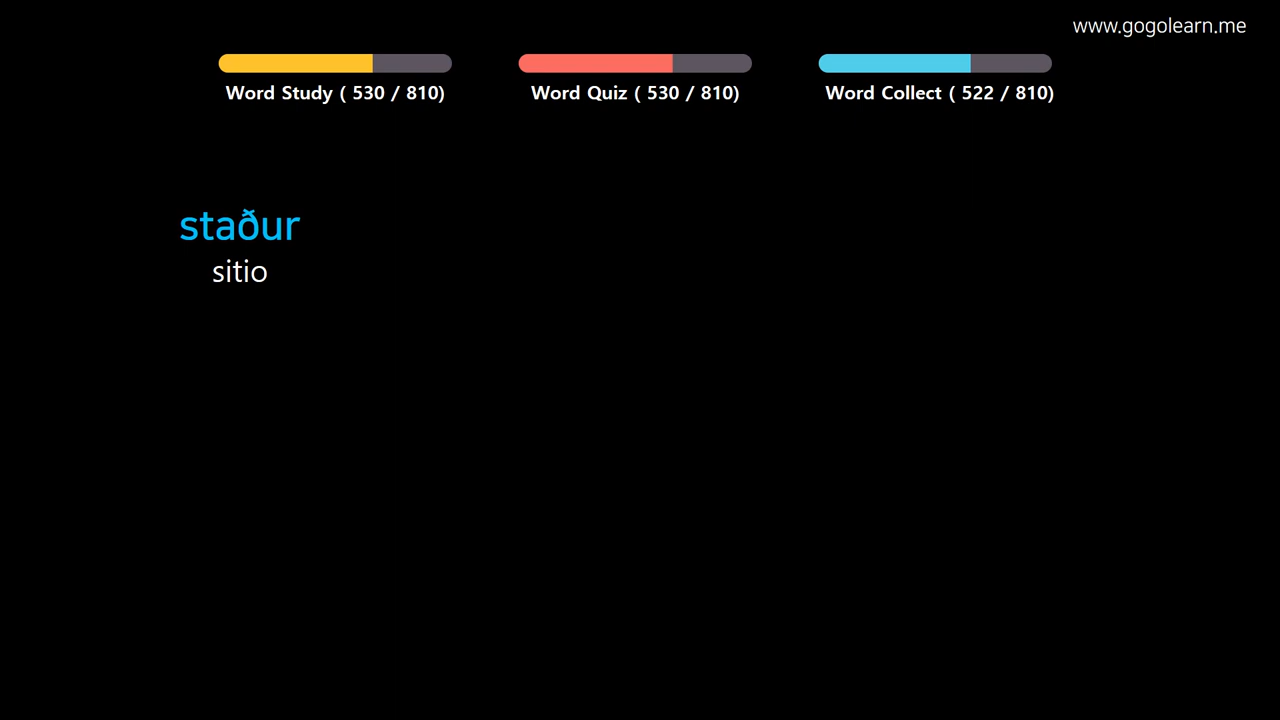 www.gogolearn.me
Word Study ( 530 / 810)
Word Quiz ( 530 / 810)
Word Collect ( 522 / 810)
staður
sitio